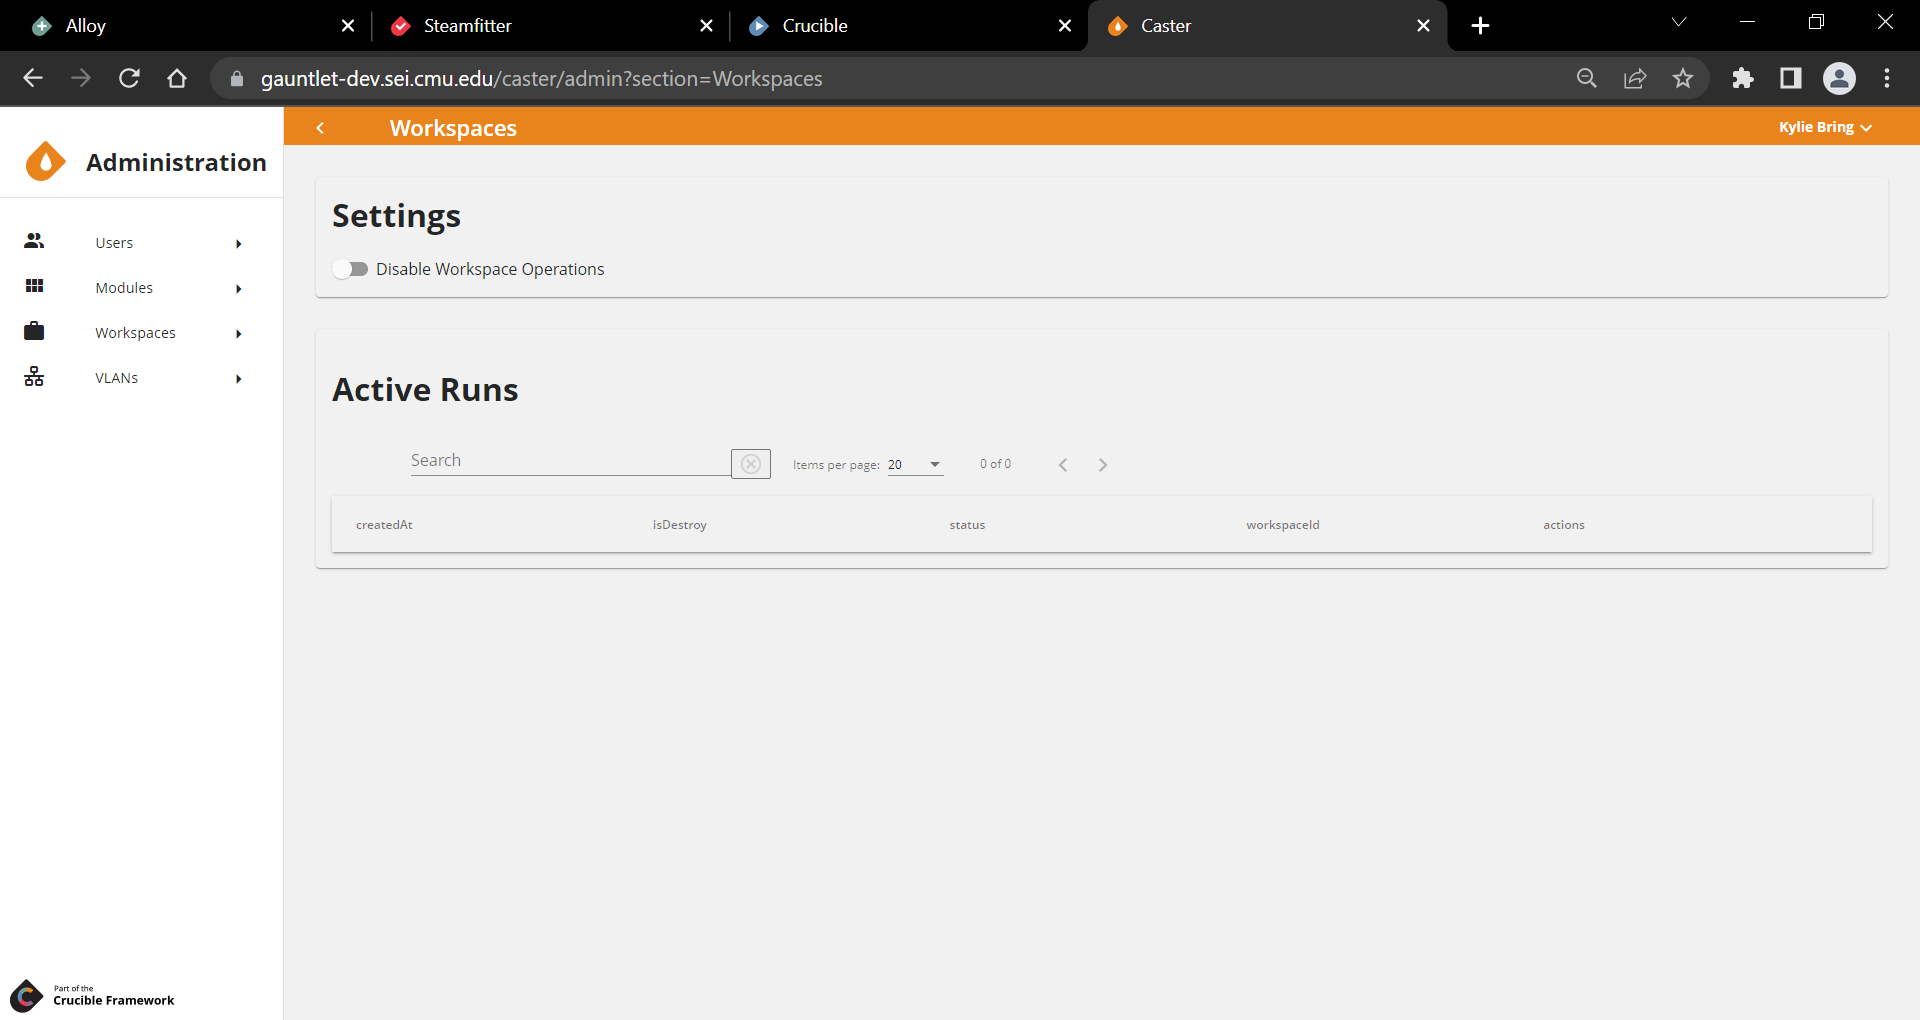 Alloy
Steamfitter
Crucible
Caster
gauntlet-dev.sei.cmu.edu/caster/admin?section=Workspaces
Administration
Workspaces
Kylie Bring
Users
Modules
Workspaces
VLANs
Settings
Disable Workspace Operations
Active Runs
Search
Items per page: 20
0 of 0
createdAt isDestroy status workspaceId actions
Part of the
Crucible Framework